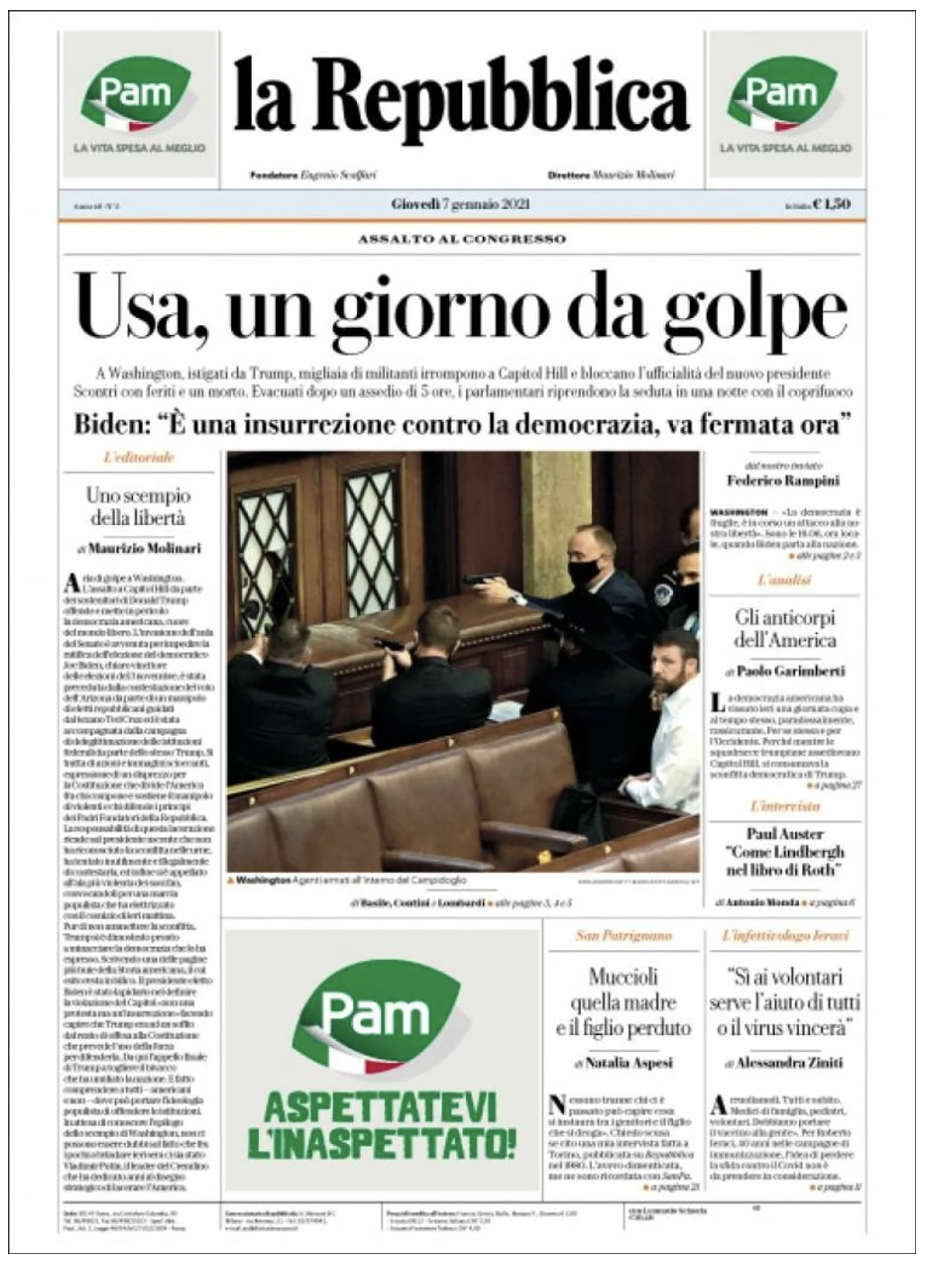 Pam
LA VITA SPESA AL MEGLIO
la Repubblica
Pam
LA VITA SPESA AL MEGLIO
Fondatore Eugenio Scalfari
Direttore Maurizio Molinari
Giovedì 7 gennaio 2021
In Italia € 1,50
ASSALTO AL CONGRESSO
Usa, un giorno da golpe
A Washington, istigati da Trump, migliaia di militanti irrompono a Capitol Hill e bloccano l'ufficialità del nuovo presidente
Scontri con feriti e un morto. Evacuati dopo un assedio di 5 ore, i parlamentari riprendono la seduta in una notte con il coprifuoco
Biden: “È una insurrezione contro la democrazia, va fermata ora”
L'editoriale
Uno scempio
della libertà
di Maurizio Molinari
Aria di golpe a Washington.
L'assalto a Capitol Hill da parte
dei sostenitori di Donald Trump
offende e mette in pericolo
la democrazia americana, cuore
del mondo libero. L'invasione dell'aula
del Senato è avvenuta per impedire la
ratifica dell'elezione del democratico
Joe Biden, chiaro vincitore
delle elezioni del 3 novembre, è stata
preceduta dalla contestazione del voto
dell'Arizona da parte di un manipolo
di eletti repubblicani guidati
dal texano Ted Cruz ed è stata
accompagnata dalla campagna
di delegittimazione delle istituzioni
federali da parte dello stesso Trump. Si
tratta di azioni e immagini scioccanti,
espressione di un disprezzo per
la Costituzione che divide l'America
fra chi compone e sostiene il manipolo
di violenti e chi difende i principi
dei Padri Fondatori della Repubblica.
La responsabilità di questa lacerazione
ricade sul presidente uscente che non
ha riconosciuto la sconfitta nelle urne,
ha tentato inutilmente e illegalmente
di contestarla, ed infine si è appellato
all'ala più violenta dei suoi fan,
convocandoli per una marcia
populista che ha elettrizzato
con il comizio di ieri mattina.
Pur di non ammettere la sconfitta,
Trump si è dimostrato pronto
a minacciare la democrazia che lo ha
espresso. Scrivendo una delle pagine
più buie della Storia americana, il cui
esito resta in bilico. Il presidente eletto
Biden è stato lapidario nel definire
la violazione del Capitol «non una
protesta ma un'insurrezione» facendo
capire che Trump era ad un soffio
dal reato di offesa alla Costituzione
che prevede l'uso della forza
per difenderla. Da qui l'appello finale
di Trump a togliere il bivacco
che ha umiliato la nazione. E fatto
comprendere a tutti – americani
e non – dove può portare l'ideologia
populista di offendere le istituzioni.
In attesa di conoscere l'epilogo
dello scempio di Washington, non ci
possono essere dubbi sul fatto che fra
i pochi a brindare ieri sera ci sia stato
Vladimir Putin, il leader del Cremlino
che ha dedicato anni al disegno
strategico di lacerare l'America.
▲ Washington Agenti armati all'interno del Campidoglio
di Basile, Contini e Lombardi ● alle pagine 3, 4 e 5
dal nostro inviato
Federico Rampini
WASHINGTON – «La democrazia è
fragile, è in corso un attacco alla no-
stra libertà». Sono le 16.06, ora loca-
le, quando Biden parla alla nazione.
● alle pagine 2 e 3
L'analisi
Gli anticorpi
dell'America
di Paolo Garimberti
La democrazia americana ha
vissuto ieri una giornata cupa e
al tempo stesso, paradossalmente,
rassicurante. Per se stessa e per
l'Occidente. Perché mentre le
squadracce trumpiane assediavano
Capitol Hill, si consumava la
sconfitta democratica di Trump.
● a pagina 27
L'intervista
Paul Auster
“Come Lindbergh
nel libro di Roth”
di Antonio Monda ● a pagina 6
Pam
ASPETTATEVI
L'INASPETTATO!
San Patrignano
Muccioli
quella madre
e il figlio perduto
di Natalia Aspesi
Nessuno tranne chi ci è
passato può capire cosa
si instaura tra i genitori e il figlio
che si droga». Chiedo scusa
se cito una mia intervista fatta a
Torino, pubblicata su Repubblica
nel 1980. L'avevo dimenticata,
me ne sono ricordata con SanPa.
● a pagina 21
L'infettivologo Ieraci
“Sì ai volontari
serve l'aiuto di tutti
o il virus vincerà”
di Alessandra Ziniti
Arruoliamoli. Tutti e subito.
Medici di famiglia, pediatri,
volontari. Dobbiamo portare
il vaccino alla gente». Per Roberto
Ieraci, 40 anni nelle campagne di
immunizzazione, l'idea di perdere
la sfida contro il Covid non è
da prendere in considerazione.
● a pagina 11